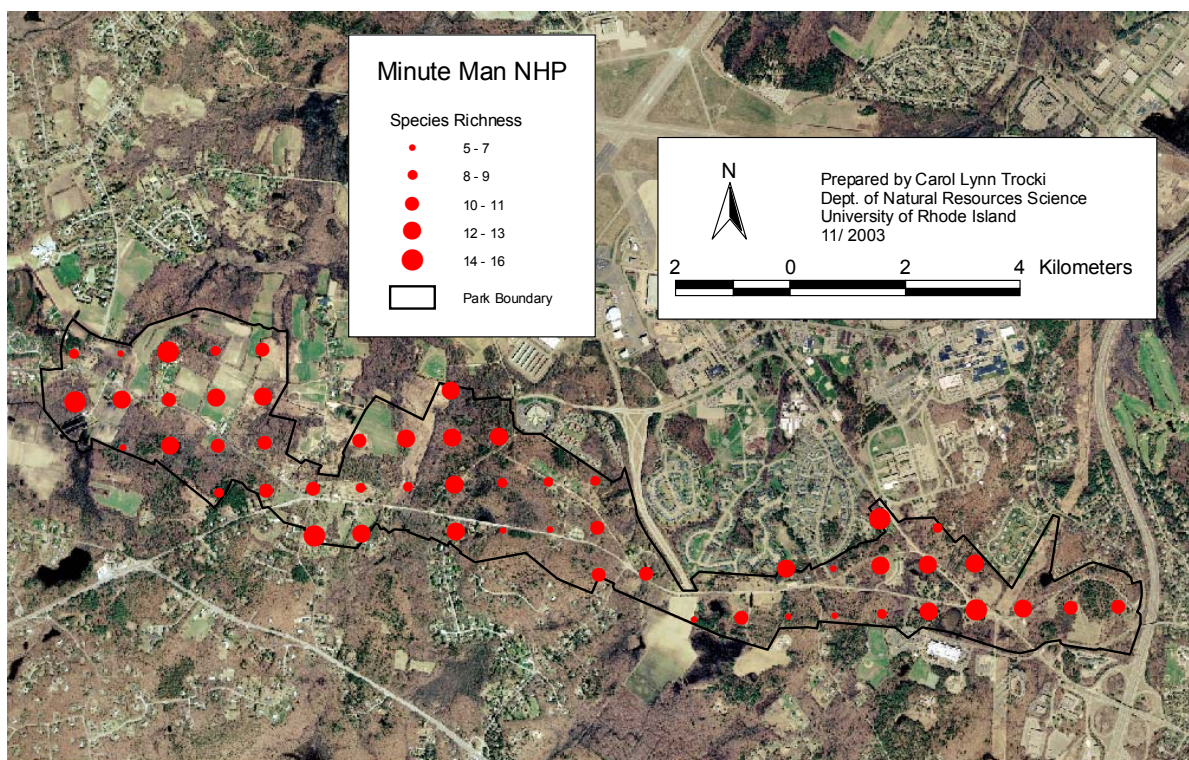 Minute Man NHP
Species Richness
5 - 7
8 - 9
10 - 11
12 - 13
14 - 16
Park Boundary
N
Prepared by Carol Lynn Trocki
Dept. of Natural Resources Science
University of Rhode Island
11/ 2003
2 0 2 4 Kilometers